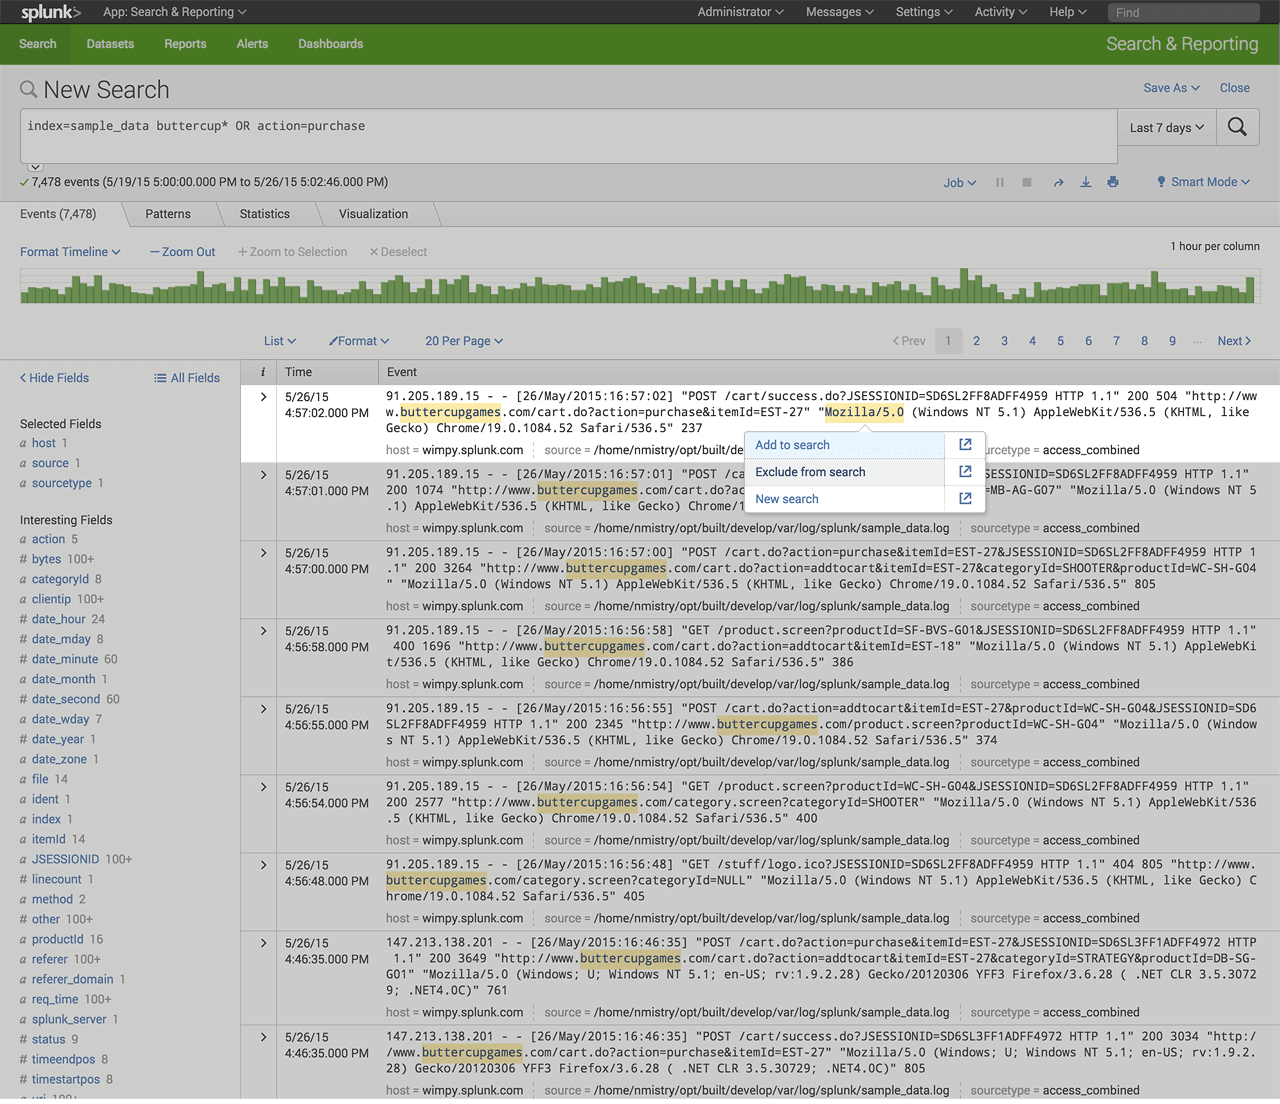 splunk> App: Search & Reporting Administrator Messages Settings Activity Help Find
Search Datasets Reports Alerts Dashboards Search & Reporting
New Search Save As Close
index=sample_data buttercup* OR action=purchase Last 7 days
7,478 events (5/19/15 5:00:00.000 PM to 5/26/15 5:02:46.000 PM) Job Smart Mode
Events (7,478) Patterns Statistics Visualization
Format Timeline — Zoom Out + Zoom to Selection × Deselect 1 hour per column
List Format 20 Per Page < Prev 1 2 3 4 5 6 7 8 9 ... Next >
< Hide Fields All Fields
Selected Fields
a host 1
a source 1
a sourcetype 1
Interesting Fields
a action 5
# bytes 100+
a categoryId 8
a clientip 100+
# date_hour 24
# date_mday 8
# date_minute 60
a date_month 1
# date_second 60
a date_wday 7
# date_year 1
a date_zone 1
a file 14
a ident 1
a index 1
a itemId 14
a JSESSIONID 100+
# linecount 1
a method 2
# other 100+
a productId 16
a referer 100+
a referer_domain 1
a req_time 100+
a splunk_server 1
# status 9
# timeendpos 8
# timestartpos 8
i Time Event
5/26/15
4:57:02.000 PM
91.205.189.15 - - [26/May/2015:16:57:02] "POST /cart/success.do?JSESSIONID=SD6SL2FF8ADFF4959 HTTP 1.1" 200 504 "http://ww
w.buttercupgames.com/cart.do?action=purchase&itemId=EST-27" "Mozilla/5.0 (Windows NT 5.1) AppleWebKit/536.5 (KHTML, like
Gecko) Chrome/19.0.1084.52 Safari/536.5" 237
host = wimpy.splunk.com source = /home/nmistry/opt/built/dev urcetype = access_combined
Add to search
Exclude from search
New search
5/26/15
4:57:01.000 PM
91.205.189.15 - - [26/May/2015:16:57:01] "POST /ca SESSIONID=SD6SL2FF8ADFF4959 HTTP 1.1"
200 1074 "http://www.buttercupgames.com/cart.do?ac MB-AG-G07" "Mozilla/5.0 (Windows NT 5
.1) AppleWebKit/536.5 (KHTML, like Gecko) Chrome/1
host = wimpy.splunk.com source = /home/nmistry/opt/built/develop/var/log/splunk/sample_data.log sourcetype = access_combined
5/26/15
4:57:00.000 PM
91.205.189.15 - - [26/May/2015:16:57:00] "POST /cart.do?action=purchase&itemId=EST-27&JSESSIONID=SD6SL2FF8ADFF4959 HTTP 1
.1" 200 3264 "http://www.buttercupgames.com/cart.do?action=addtocart&itemId=EST-27&categoryId=SHOOTER&productId=WC-SH-G04
" "Mozilla/5.0 (Windows NT 5.1) AppleWebKit/536.5 (KHTML, like Gecko) Chrome/19.0.1084.52 Safari/536.5" 805
host = wimpy.splunk.com source = /home/nmistry/opt/built/develop/var/log/splunk/sample_data.log sourcetype = access_combined
5/26/15
4:56:58.000 PM
91.205.189.15 - - [26/May/2015:16:56:58] "GET /product.screen?productId=SF-BVS-G01&JSESSIONID=SD6SL2FF8ADFF4959 HTTP 1.1"
400 1696 "http://www.buttercupgames.com/cart.do?action=addtocart&itemId=EST-18" "Mozilla/5.0 (Windows NT 5.1) AppleWebKi
t/536.5 (KHTML, like Gecko) Chrome/19.0.1084.52 Safari/536.5" 386
host = wimpy.splunk.com source = /home/nmistry/opt/built/develop/var/log/splunk/sample_data.log sourcetype = access_combined
5/26/15
4:56:55.000 PM
91.205.189.15 - - [26/May/2015:16:56:55] "POST /cart.do?action=addtocart&itemId=EST-27&productId=WC-SH-G04&JSESSIONID=SD6
SL2FF8ADFF4959 HTTP 1.1" 200 2345 "http://www.buttercupgames.com/product.screen?productId=WC-SH-G04" "Mozilla/5.0 (Window
s NT 5.1) AppleWebKit/536.5 (KHTML, like Gecko) Chrome/19.0.1084.52 Safari/536.5" 374
host = wimpy.splunk.com source = /home/nmistry/opt/built/develop/var/log/splunk/sample_data.log sourcetype = access_combined
5/26/15
4:56:54.000 PM
91.205.189.15 - - [26/May/2015:16:56:54] "GET /product.screen?productId=WC-SH-G04&JSESSIONID=SD6SL2FF8ADFF4959 HTTP 1.1"
200 2577 "http://www.buttercupgames.com/category.screen?categoryId=SHOOTER" "Mozilla/5.0 (Windows NT 5.1) AppleWebKit/536
.5 (KHTML, like Gecko) Chrome/19.0.1084.52 Safari/536.5" 400
host = wimpy.splunk.com source = /home/nmistry/opt/built/develop/var/log/splunk/sample_data.log sourcetype = access_combined
5/26/15
4:56:48.000 PM
91.205.189.15 - - [26/May/2015:16:56:48] "GET /stuff/logo.ico?JSESSIONID=SD6SL2FF8ADFF4959 HTTP 1.1" 404 805 "http://www.
buttercupgames.com/category.screen?categoryId=NULL" "Mozilla/5.0 (Windows NT 5.1) AppleWebKit/536.5 (KHTML, like Gecko) C
hrome/19.0.1084.52 Safari/536.5" 405
host = wimpy.splunk.com source = /home/nmistry/opt/built/develop/var/log/splunk/sample_data.log sourcetype = access_combined
5/26/15
4:46:35.000 PM
147.213.138.201 - - [26/May/2015:16:46:35] "POST /cart.do?action=purchase&itemId=EST-27&JSESSIONID=SD6SL3FF1ADFF4972 HTTP
1.1" 200 3649 "http://www.buttercupgames.com/cart.do?action=addtocart&itemId=EST-27&categoryId=STRATEGY&productId=DB-SG-
G01" "Mozilla/5.0 (Windows; U; Windows NT 5.1; en-US; rv:1.9.2.28) Gecko/20120306 YFF3 Firefox/3.6.28 ( .NET CLR 3.5.3072
9; .NET4.0C)" 761
host = wimpy.splunk.com source = /home/nmistry/opt/built/develop/var/log/splunk/sample_data.log sourcetype = access_combined
5/26/15
4:46:35.000 PM
147.213.138.201 - - [26/May/2015:16:46:35] "POST /cart/success.do?JSESSIONID=SD6SL3FF1ADFF4972 HTTP 1.1" 200 3034 "http:/
/www.buttercupgames.com/cart.do?action=purchase&itemId=EST-27" "Mozilla/5.0 (Windows; U; Windows NT 5.1; en-US; rv:1.9.2.
28) Gecko/20120306 YFF3 Firefox/3.6.28 ( .NET CLR 3.5.30729; .NET4.0C)" 805
host = wimpy.splunk.com source = /home/nmistry/opt/built/develop/var/log/splunk/sample_data.log sourcetype = access_combined